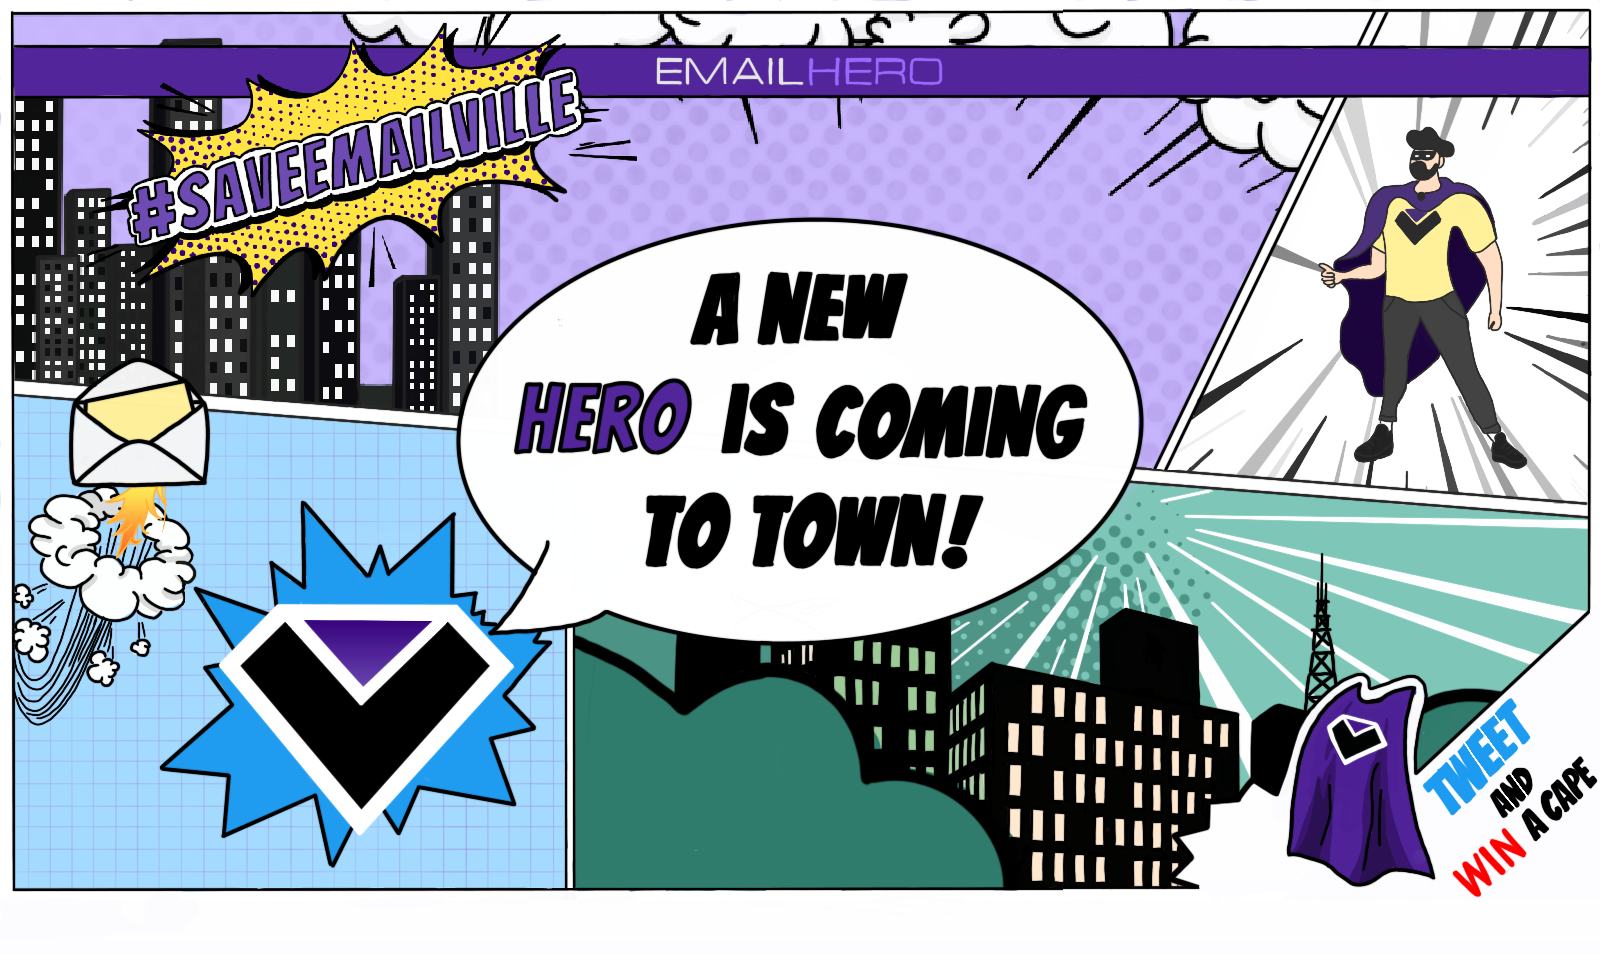 EMAILHERO
#SAVEEMAILVILLE
A NEW
HERO IS COMING
TO TOWN!
TWEET
AND
WIN A CAPE